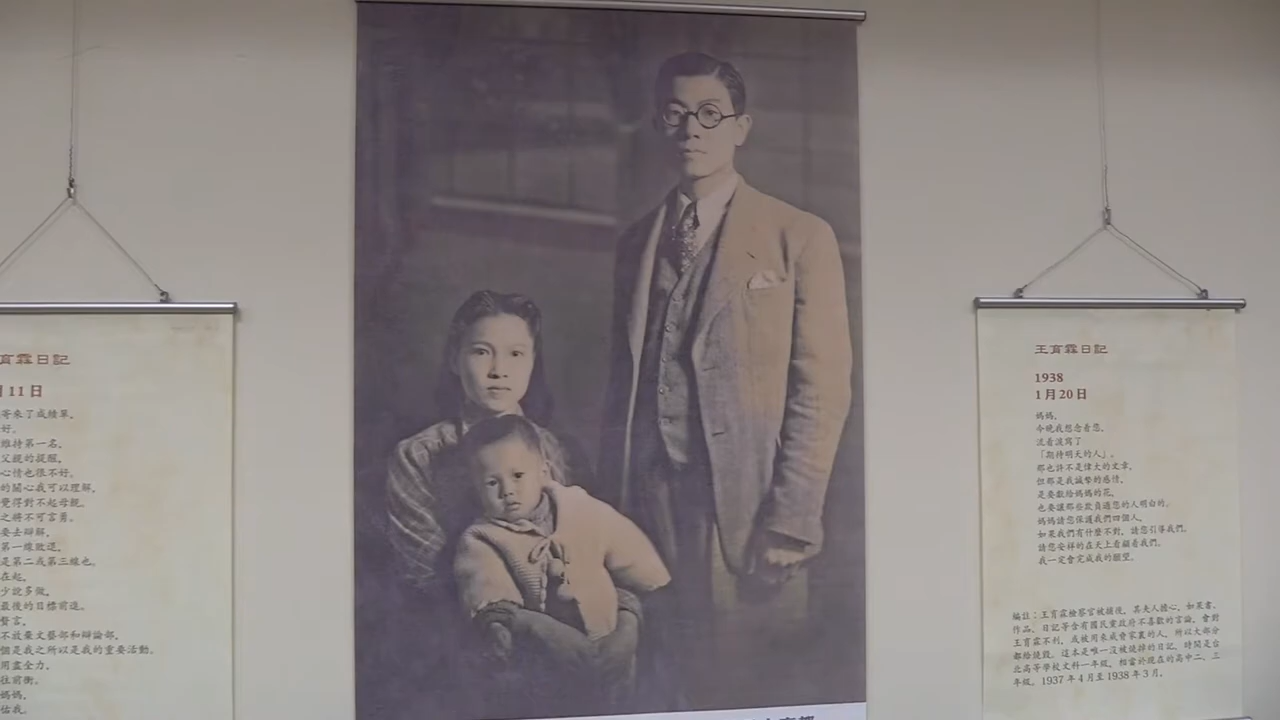 育霖日記
月11日
寄來了成績單,
好。
維持第一名,
父親的提醒,
心情也很不好。
的關心我可以理解,
覺得對不起母親。
之將不可言勇。
要去辯解,
第一線敗退,
是第二或第三線也。
在起,
少說多做,
最後的目標前進。
誓言。
不放棄文藝部和辯論部,
個是我之所以是我的重要活動。
用盡全力,
往前衝。
媽媽,
佑我。
王育霖日記
1938
1月20日
媽媽,
今晚我想念著您,
流著淚寫了
「期待明天的人」。
那也許不是偉大的文章,
但那是我誠摯的感情,
是要獻給媽媽的花,
也要讓那些欺負過您的人明白的。
媽媽請您保護我們四個人,
如果我們有什麼不對,請您引導我們。
請您安祥的在天上看顧著我們。
我一定會完成我的願望。
編註:王育霖檢察官被捕後,其夫人擔心,如果書、
作品、日記等含有國民黨政府不喜歡的言論,會對
王育霖不利,或被用來威脅家裏的人,所以大部分
都給燒毀。這本是唯一沒被燒掉的日記,時間是台
北高等學校文科一年級,相當於現在的高中二、三
年級。1937年4月至1938年3月。